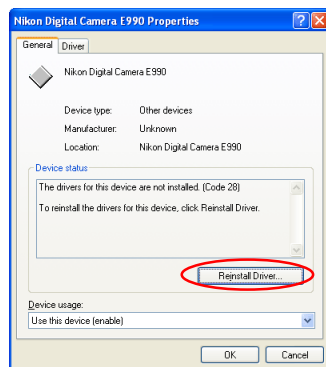 Nikon Digital Camera E990 Properties
General Driver
Nikon Digital Camera E990
Device type: Other devices
Manufacturer: Unknown
Location: Nikon Digital Camera E990
Device status
The drivers for this device are not installed. (Code 28)
To reinstall the drivers for this device, click Reinstall Driver.
Reinstall Driver...
Device usage:
Use this device (enable)
OK Cancel